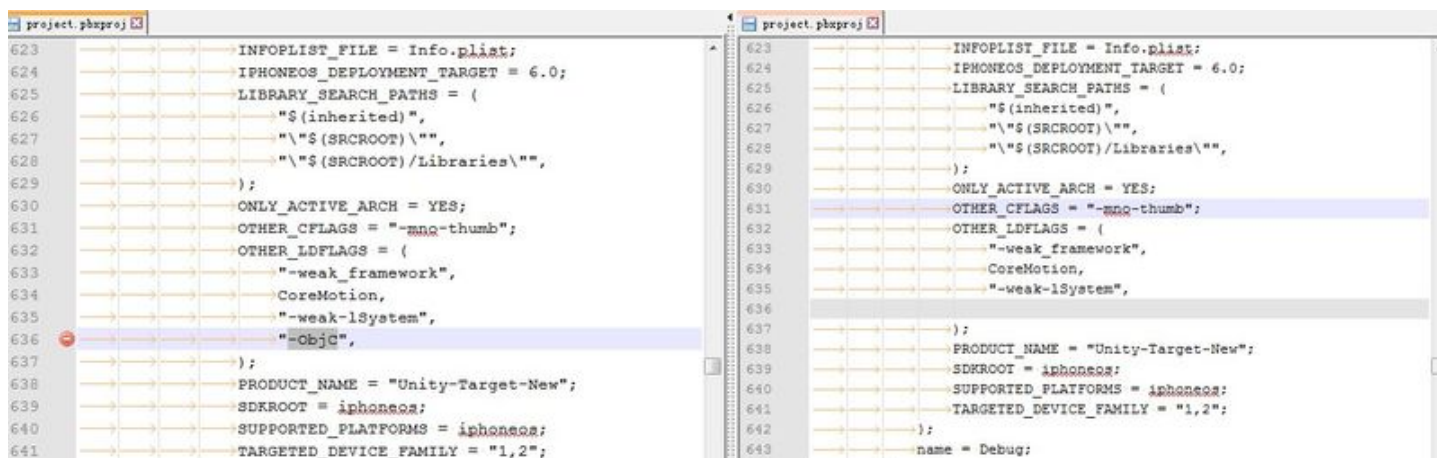 project.pbxproj
623 INFOPLIST_FILE = Info.plist;
624 IPHONEOS_DEPLOYMENT_TARGET = 6.0;
625 LIBRARY_SEARCH_PATHS = (
626 "$(inherited)",
627 "\"$(SRCROOT)\"",
628 "\"$(SRCROOT)/Libraries\"",
629 );
630 ONLY_ACTIVE_ARCH = YES;
631 OTHER_CFLAGS = "-mno-thumb";
632 OTHER_LDFLAGS = (
633 "-weak_framework",
634 CoreMotion,
635 "-weak-lSystem",
636 "-ObjC",
637 );
638 PRODUCT_NAME = "Unity-Target-New";
639 SDKROOT = iphoneos;
640 SUPPORTED_PLATFORMS = iphoneos;
641 TARGETED_DEVICE_FAMILY = "1,2";
project.pbxproj
623 INFOPLIST_FILE = Info.plist;
624 IPHONEOS_DEPLOYMENT_TARGET = 6.0;
625 LIBRARY_SEARCH_PATHS = (
626 "$(inherited)",
627 "\"$(SRCROOT)\"",
628 "\"$(SRCROOT)/Libraries\"",
629 );
630 ONLY_ACTIVE_ARCH = YES;
631 OTHER_CFLAGS = "-mno-thumb";
632 OTHER_LDFLAGS = (
633 "-weak_framework",
634 CoreMotion,
635 "-weak-lSystem",
636
637 );
638 PRODUCT_NAME = "Unity-Target-New";
639 SDKROOT = iphoneos;
640 SUPPORTED_PLATFORMS = iphoneos;
641 TARGETED_DEVICE_FAMILY = "1,2";
642 );
643 name = Debug;